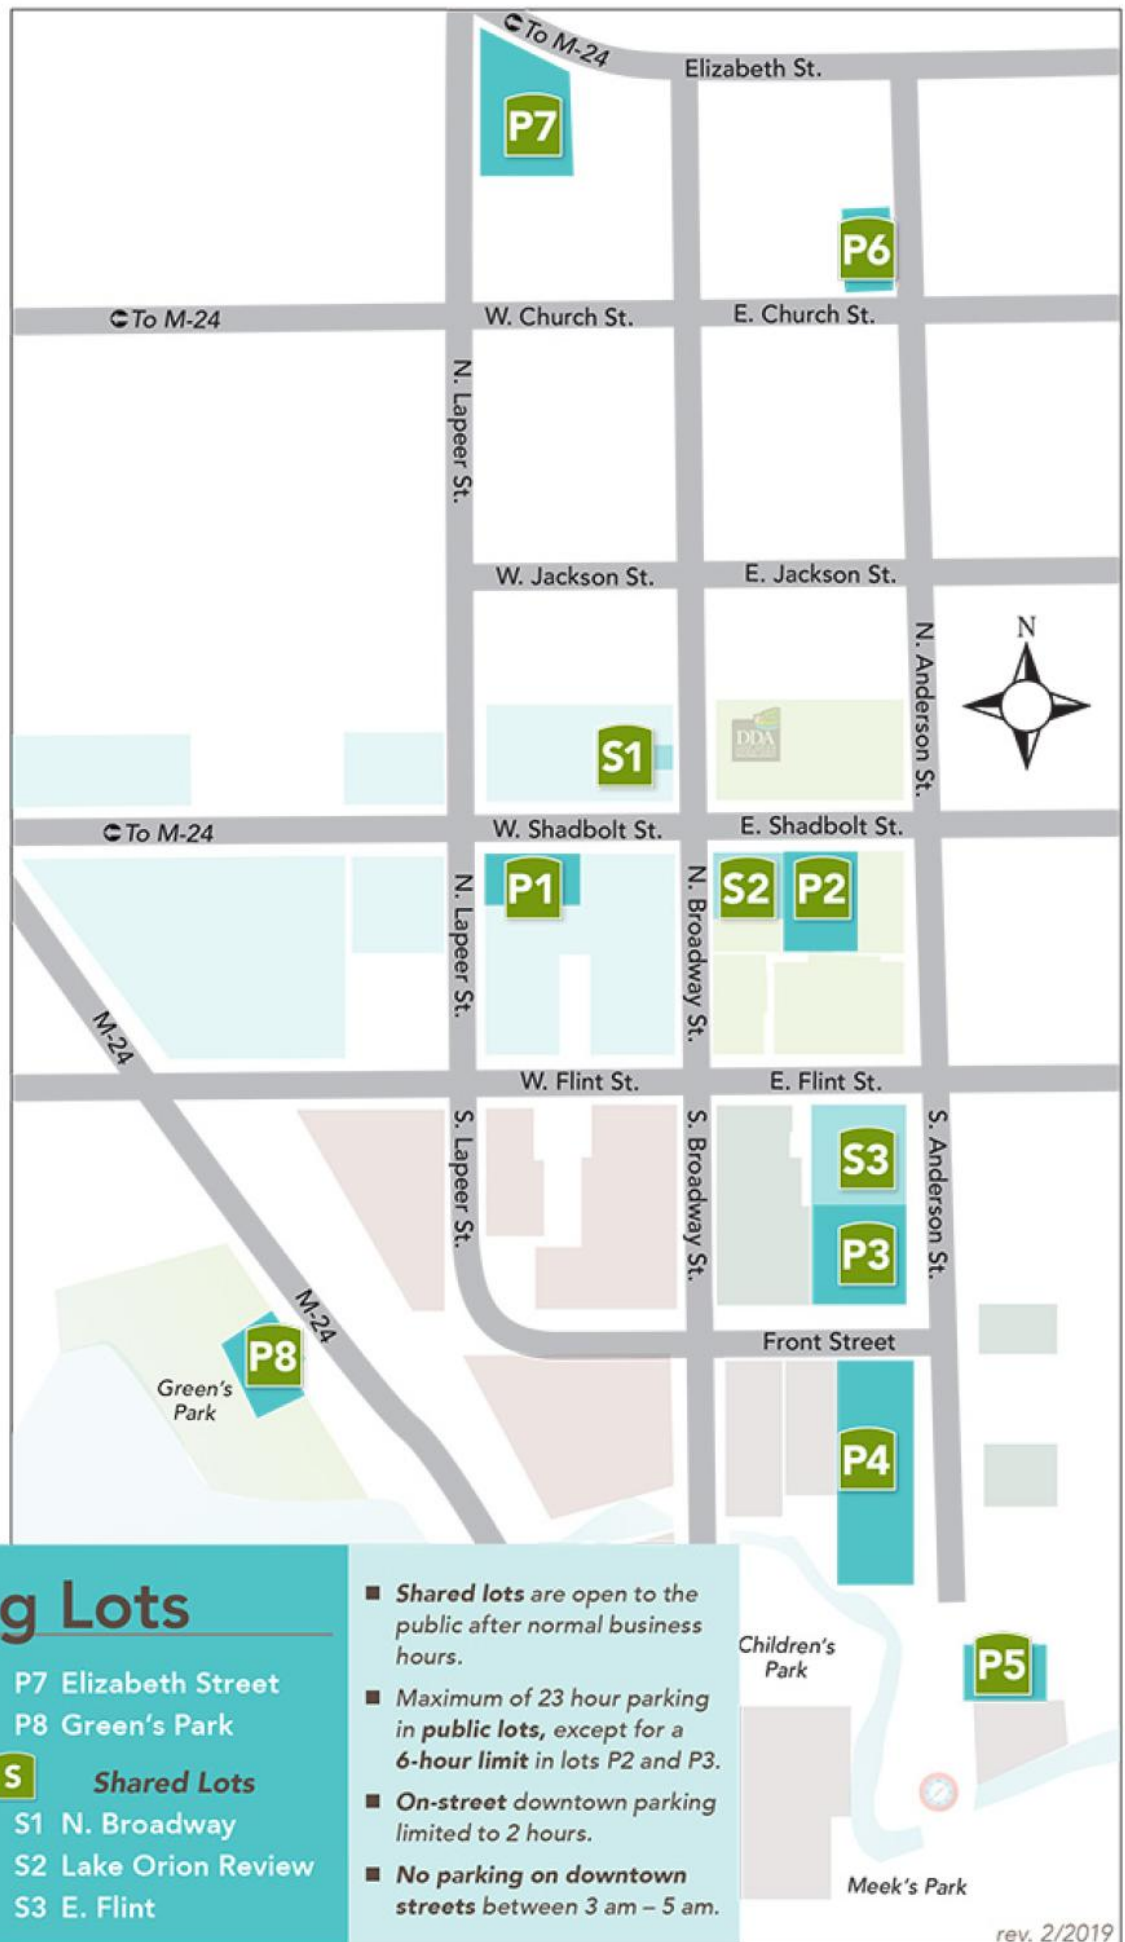 To M-24
Elizabeth St.
P7
P6
To M-24
W. Church St.
E. Church St.
N. Lapeer St.
W. Jackson St.
E. Jackson St.
N
N. Anderson St.
S1
DDA
To M-24
W. Shadbolt St.
E. Shadbolt St.
P1
S2
P2
N. Lapeer St.
N. Broadway St.
M-24
W. Flint St.
E. Flint St.
S. Lapeer St.
S. Broadway St.
S. Anderson St.
S3
P3
M-24
P8
Green's
Park
Front Street
P4
g Lots
P7 Elizabeth Street
P8 Green's Park
S Shared Lots
S1 N. Broadway
S2 Lake Orion Review
S3 E. Flint
■ Shared lots are open to the
public after normal business
hours.
■ Maximum of 23 hour parking
in public lots, except for a
6-hour limit in lots P2 and P3.
■ On-street downtown parking
limited to 2 hours.
■ No parking on downtown
streets between 3 am – 5 am.
Children's
Park
P5
Meek's Park
rev. 2/2019